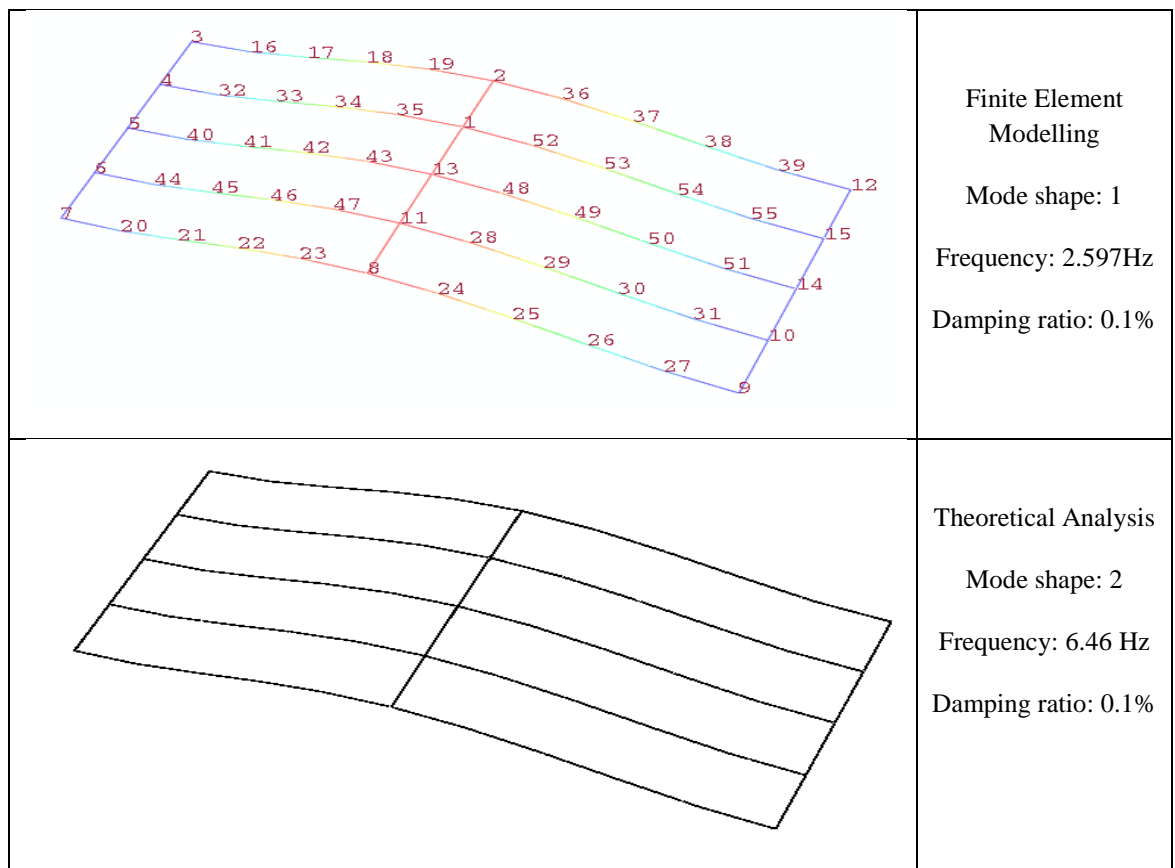 3 16 17 18 19 2 36 37 38 39 12
4 32 33 34 35 1 52 53 54 55 15
5 40 41 42 43 13 48 49 50 51 14
6 44 45 46 47 11 28 29 30 31 10
7 20 21 22 23 8 24 25 26 27 9
Finite Element
Modelling
Mode shape: 1
Frequency: 2.597Hz
Damping ratio: 0.1%
Theoretical Analysis
Mode shape: 2
Frequency: 6.46 Hz
Damping ratio: 0.1%